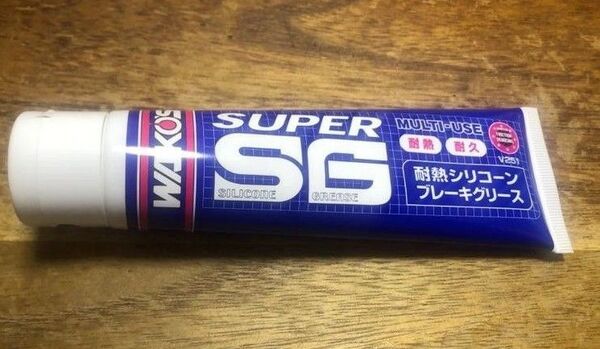 WAKO'S
SUPER
SG
SILICONE GREASE
MULTI-USE
耐熱 耐久
V251
耐熱シリコーン
ブレーキグリース